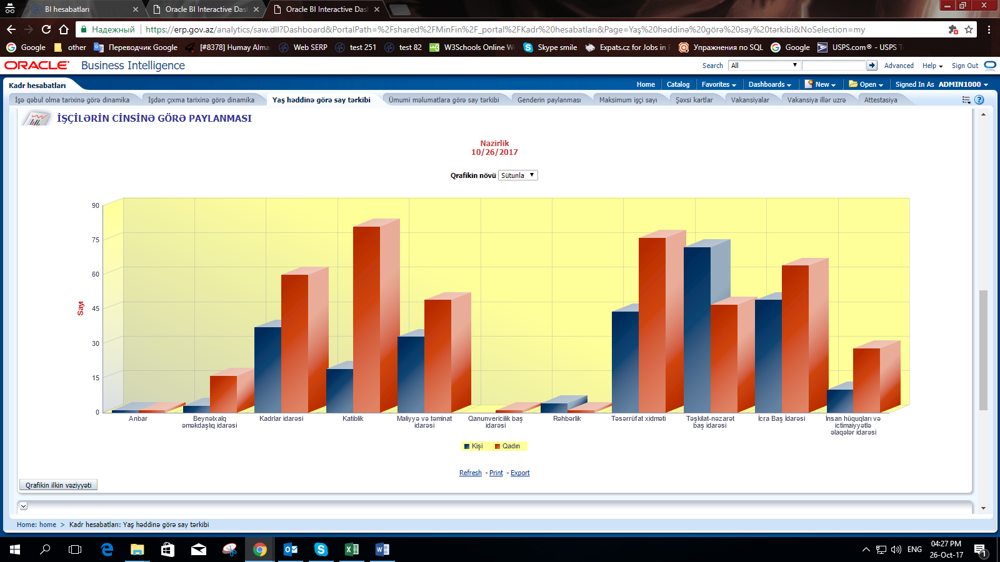 BI hesabatları
Oracle BI Interactive Das
Oracle BI Interactive Das
Надежный https://erp.gov.az/analytics/saw.dll?Dashboard&PortalPath=%2Fshared%2FMinFin%2F_portal%2FKadr%20hesabatları&Page=Yaş%20həddinə%20görə%20say%20tərkibi&NoSelection=my
Google other Переводчик Google [#8378] Humay Alma Web SERP test 251 test 82 W3Schools Online W Skype smile Expats.cz for Jobs in P Упражнения по SQL Google USPS.com® - USPS T
ORACLE Business Intelligence Search All Advanced Help Sign Out
Kadr hesabatları Home Catalog Favorites Dashboards New Open Signed In As ADMIN1000
İşə qəbul olma tarixinə görə dinamika İşdən çıxma tarixinə görə dinamika Yaş həddinə görə say tərkibi Ümumi məlumatlara görə say tərkibi Genderin paylanması Maksimum işçi sayı Şəxsi kartlar Vakansiyalar Vakansiya illər uzrə Attestasiya
İŞÇİLƏRİN CİNSİNƏ GÖRƏ PAYLANMASI
Nazirlik
10/26/2017
Qrafikin növü Sütunla
90
75
60
45
30
15
0
Sayı
Anbar
Beynəlxalq
əməkdaşlıq idarəsi
Kadrlar idarəsi
Katiblik
Maliyyə və təminat
idarəsi
Qanunvericilik baş
idarəsi
Rəhbərlik
Təsərrüfat xidməti
Təşkilat-nəzarət
baş idarəsi
İcra Baş İdarəsi
İnsan hüquqları və
ictimaiyyətlə
əlaqələr idarəsi
Kişi Qadın
Refresh - Print - Export
Qrafikin ilkin vəziyyəti
Home: home > Kadr hesabatları: Yaş həddinə görə say tərkibi
ENG
04:27 PM
26-Oct-17
1